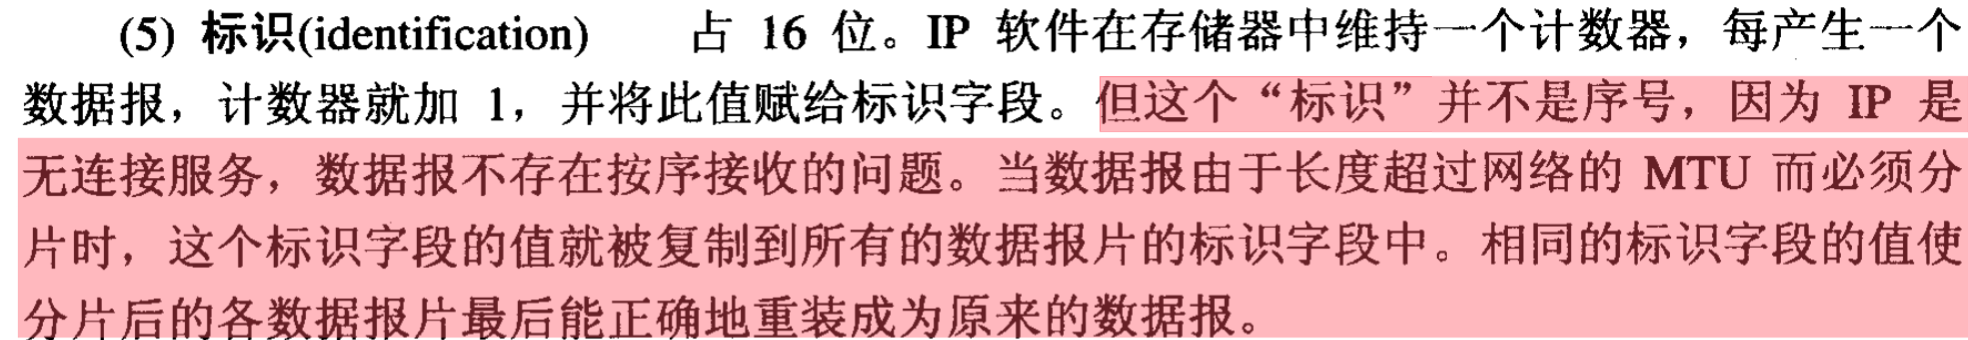 (5) 标识(identification) 占 16 位。IP 软件在存储器中维持一个计数器，每产生一个
数据报，计数器就加 1，并将此值赋给标识字段。但这个“标识”并不是序号，因为 IP 是
无连接服务，数据报不存在按序接收的问题。当数据报由于长度超过网络的 MTU 而必须分
片时，这个标识字段的值就被复制到所有的数据报片的标识字段中。相同的标识字段的值使
分片后的各数据报片最后能正确地重装成为原来的数据报。